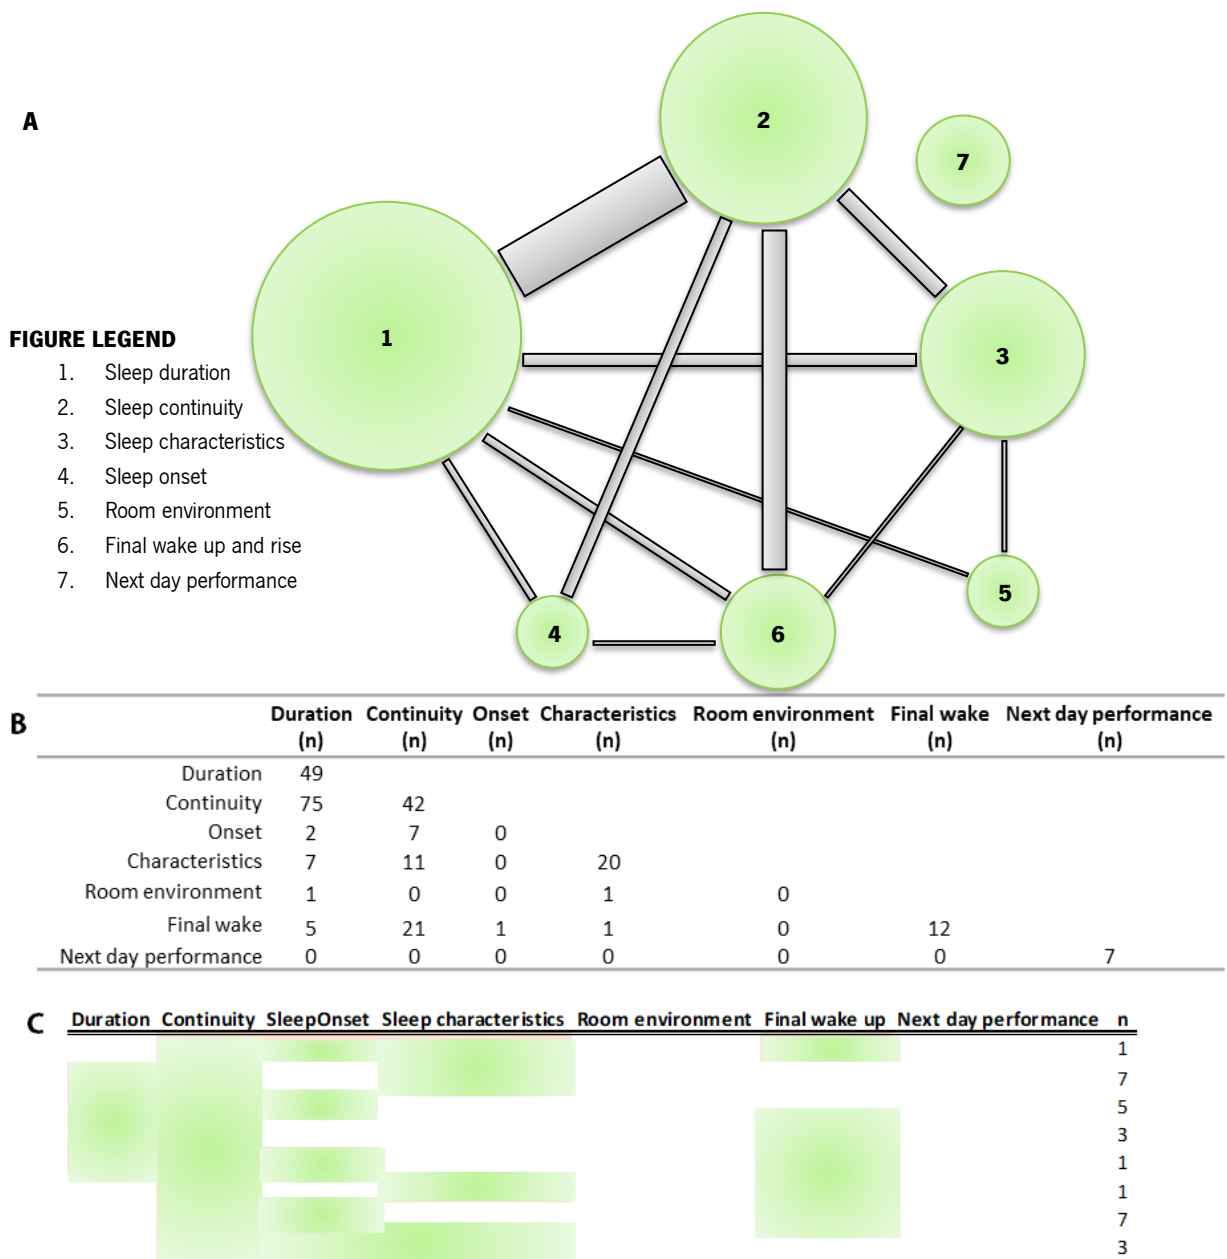 A
2
7
1
3
FIGURE LEGEND
1. Sleep duration
2. Sleep continuity
3. Sleep characteristics
4. Sleep onset
5. Room environment
6. Final wake up and rise
7. Next day performance
4
6
5
B
Duration Continuity Onset Characteristics Room environment Final wake Next day performance
(n) (n) (n) (n) (n) (n) (n)
Duration 49
Continuity 75 42
Onset 2 7 0
Characteristics 7 11 0 20
Room environment 1 0 0 1 0
Final wake 5 21 1 1 0 12
Next day performance 0 0 0 0 0 0 7
C
Duration Continuity SleepOnset Sleep characteristics Room environment Final wake up Next day performance n
1
7
5
3
1
1
7
3